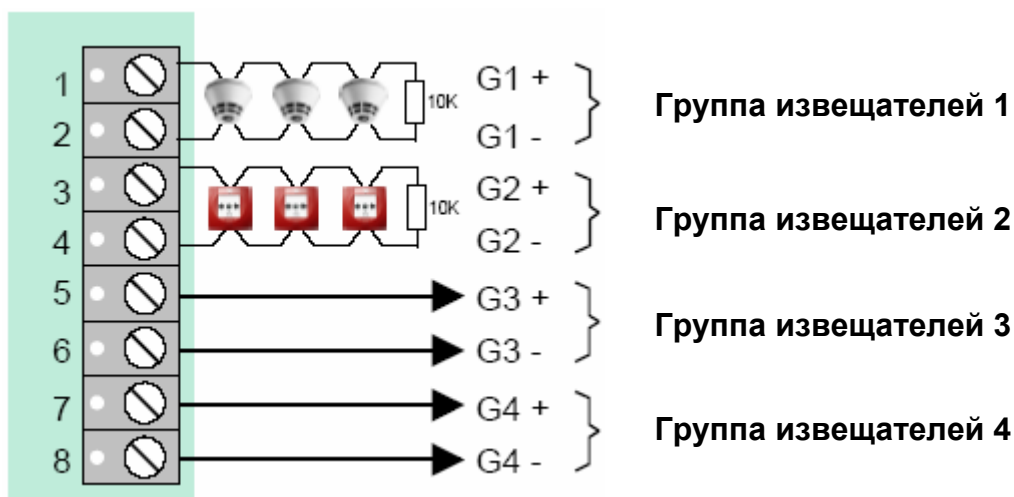 1 G1 +
10K
Группа извещателей 1
2 G1 -
3 G2 +
10K
Группа извещателей 2
4 G2 -
5 G3 +
Группа извещателей 3
6 G3 -
7 G4 +
Группа извещателей 4
8 G4 -